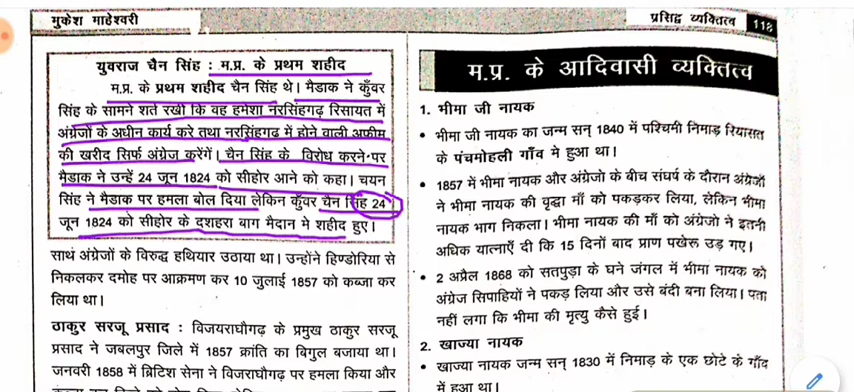 मुकेश माहेश्वरी
प्रसिद्व व्यक्तित्व 118
युवराज चैन सिंह : म.प्र. के प्रथम शहीद
म.प्र. के प्रथम शहीद चैन सिंह थे। मैडाक ने कुँवर
सिंह के सामने शर्त रखी कि वह हमेशा नरसिंहगढ़ रिसायत में
अंग्रेजों के अधीन कार्य करे तथा नरसिंहगढ में होने वाली अफीम
की खरीद सिर्फ अंग्रेज करेंगें। चैन सिंह के विरोध करने पर
मैडाक ने उन्हें 24 जून 1824 को सीहोर आने को कहा। चयन
सिंह ने मैडाक पर हमला बोल दिया लेकिन कुँवर चैन सिंह 24
जून 1824 को सीहोर के दशहरा बाग मैदान मे शहीद हुए।
साथं अंग्रेजों के विरुद्ध हथियार उठाया था। उन्होंने हिण्डोरिया से
निकलकर दमोह पर आक्रमण कर 10 जुलाई 1857 को कब्जा कर
लिया था।
ठाकुर सरजू प्रसाद : विजयराघौगढ़ के प्रमुख ठाकुर सरजू
प्रसाद ने जबलपुर जिले में 1857 क्रांति का बिगुल बजाया था।
जनवरी 1858 में ब्रिटिश सेना ने विजयराघौगढ़ पर हमला किया और
म.प्र. के आदिवासी व्यक्तित्व
1. भीमा जी नायक
• भीमा जी नायक का जन्म सन् 1840 में पश्चिमी निमाड़ रियासत
के पंचमोहली गाँव मे हुआ था।
• 1857 में भीमा नायक और अंग्रेजो के बीच संघर्ष के दौरान अंग्रेजों
ने भीमा नायक की वृद्धा माँ को पकड़कर लिया, लेकिन भीमा
नायक भाग निकला। भीमा नायक की माँ को अंग्रेजो ने इतनी
अधिक यात्नाएँ दी कि 15 दिनों बाद प्राण पखेरू उड़ गए।
• 2 अप्रैल 1868 को सतपुड़ा के घने जंगल में भीमा नायक को
अंग्रेज सिपाहियों ने पकड़ लिया और उसे बंदी बना लिया। पता
नहीं लगा कि भीमा की मृत्यु कैसे हुई।
2. खाज्या नायक
• खाज्या नायक जन्म सन् 1830 में निमाड़ के एक छोटे के गाँद
में हुआ था।